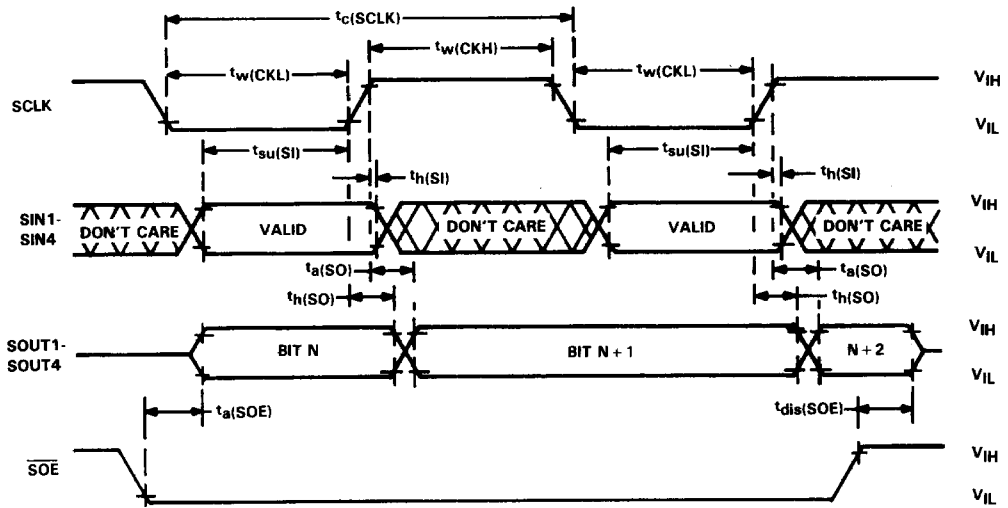 tc(SCLK)
tw(CKH)
tw(CKL) tw(CKL)
SCLK VIH
VIL
tsu(SI) tsu(SI)
th(SI) th(SI)
SIN1-
SIN4
DON'T CARE VALID DON'T CARE VALID DON'T CARE
VIH
VIL
ta(SO) ta(SO)
th(SO) th(SO)
SOUT1-
SOUT4
BIT N BIT N + 1 N + 2
VIH
VIL
ta(SOE) tdis(SOE)
SOE VIH
VIL